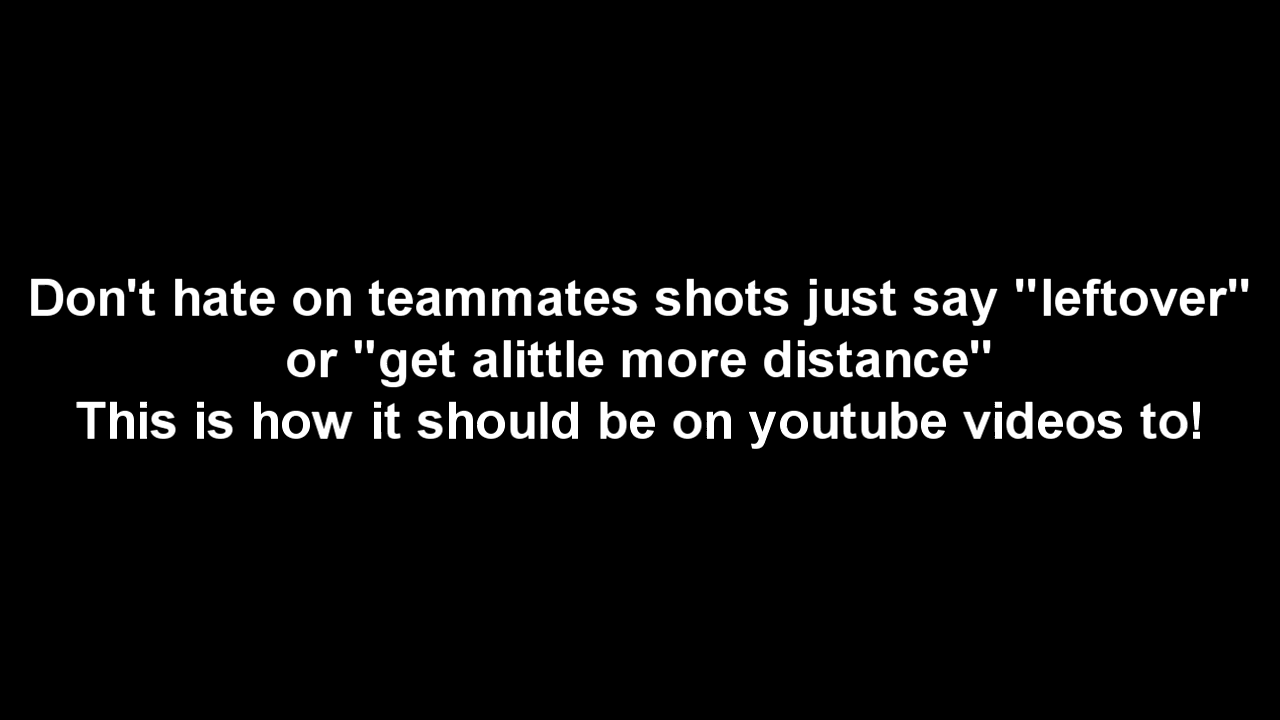 Don't hate on teammates shots just say "leftover"
or "get alittle more distance"
This is how it should be on youtube videos to!